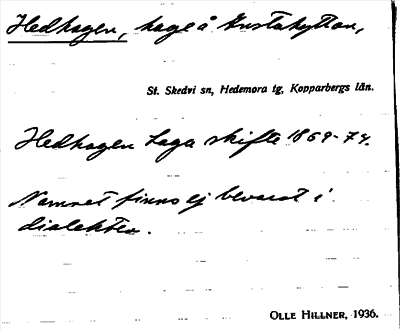 Hedhagen, hage å Gustahyttan,
St. Skedvi sn, Hedemora tg, Kopparbergs län.
Hedhagen Laga skifte 1869-74.
Namnet finns ej bevarat i
dialekten.
OLLE HILLNER, 1936.